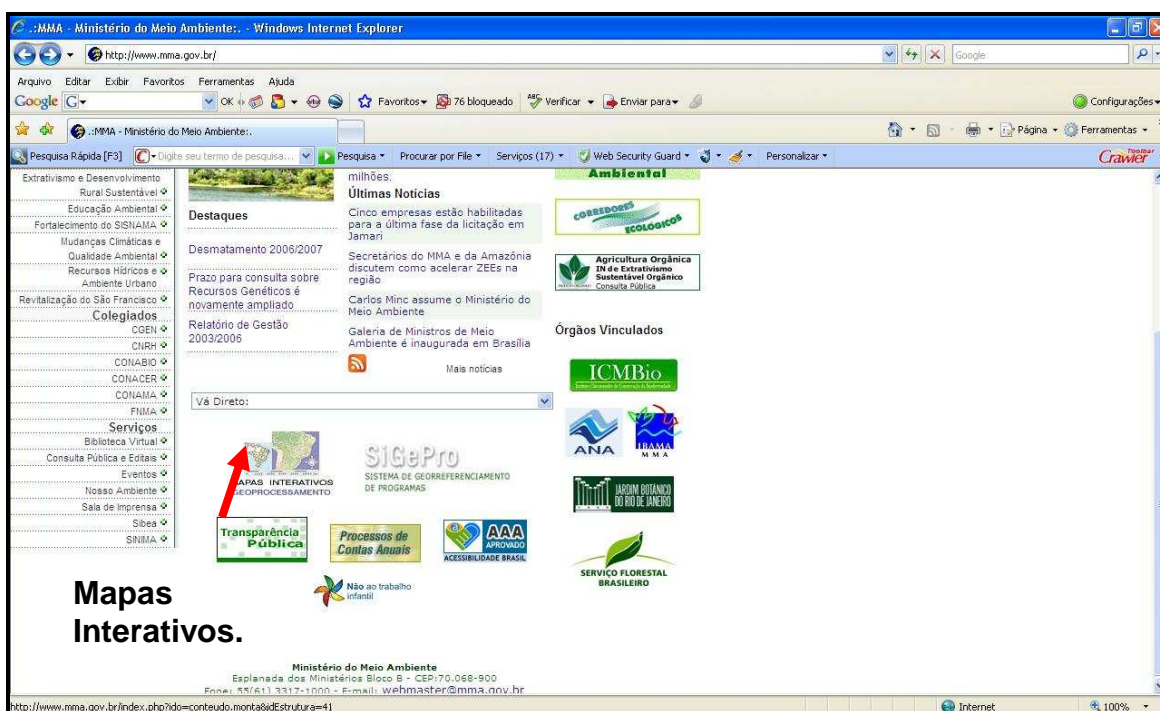 .:MMA - Ministério do Meio Ambiente:. - Windows Internet Explorer
http://www.mma.gov.br/
Google
Arquivo Editar Exibir Favoritos Ferramentas Ajuda
Google G OK Favoritos 76 bloqueado ABC Verificar Enviar para Configurações
.:MMA - Ministério do Meio Ambiente:. Página Ferramentas
Pesquisa Rápida [F3] Digite seu termo de pesquisa... Pesquisa Procurar por File Serviços (17) Web Security Guard Personalizar Crawler Toolbar
Extrativismo e Desenvolvimento
Rural Sustentável
Educação Ambiental
Fortalecimento do SISNAMA
Mudanças Climáticas e
Qualidade Ambiental
Recursos Hídricos e
Ambiente Urbano
Revitalização do São Francisco
Colegiados
CGEN
CNRH
CONABIO
CONACER
CONAMA
FNMA
Serviços
Biblioteca Virtual
Consulta Pública e Editais
Eventos
Nosso Ambiente
Sala de Imprensa
Sibea
SINIMA
Destaques
Desmatamento 2006/2007
Prazo para consulta sobre
Recursos Genéticos é
novamente ampliado
Relatório de Gestão
2003/2006
milhões.
Últimas Notícias
Cinco empresas estão habilitadas
para a última fase da licitação em
Jamari
Secretários do MMA e da Amazônia
discutem como acelerar ZEEs na
região
Carlos Minc assume o Ministério do
Meio Ambiente
Galeria de Ministros de Meio
Ambiente é inaugurada em Brasília
Mais notícias
Vá Direto:
MAPAS INTERATIVOS
GEOPROCESSAMENTO
SiGePro
SISTEMA DE GEORREFERENCIAMENTO
DE PROGRAMAS
Transparência
Pública
Processos de
Contas Anuais
AAA
APROVADO
ACESSIBILIDADE BRASIL
Não ao trabalho
infantil
Ambiental
CORREDORES
ECOLOGICOS
Agricultura Orgânica
IN de Extrativismo
Sustentável Orgânico
Consulta Pública
Órgãos Vinculados
ICMBio
ANA
IBAMA
M M A
JARDIM BOTÂNICO
DO RIO DE JANEIRO
SERVIÇO FLORESTAL
BRASILEIRO
Mapas
Interativos.
Ministério do Meio Ambiente
Esplanada dos Ministérios Bloco B - CEP:70.068-900
Fone: 55(61) 3317-1000 - E-mail: webmaster@mma.gov.br
http://www.mma.gov.br/index.php?ido=conteudo.monta&idEstrutura=41
Internet
100%